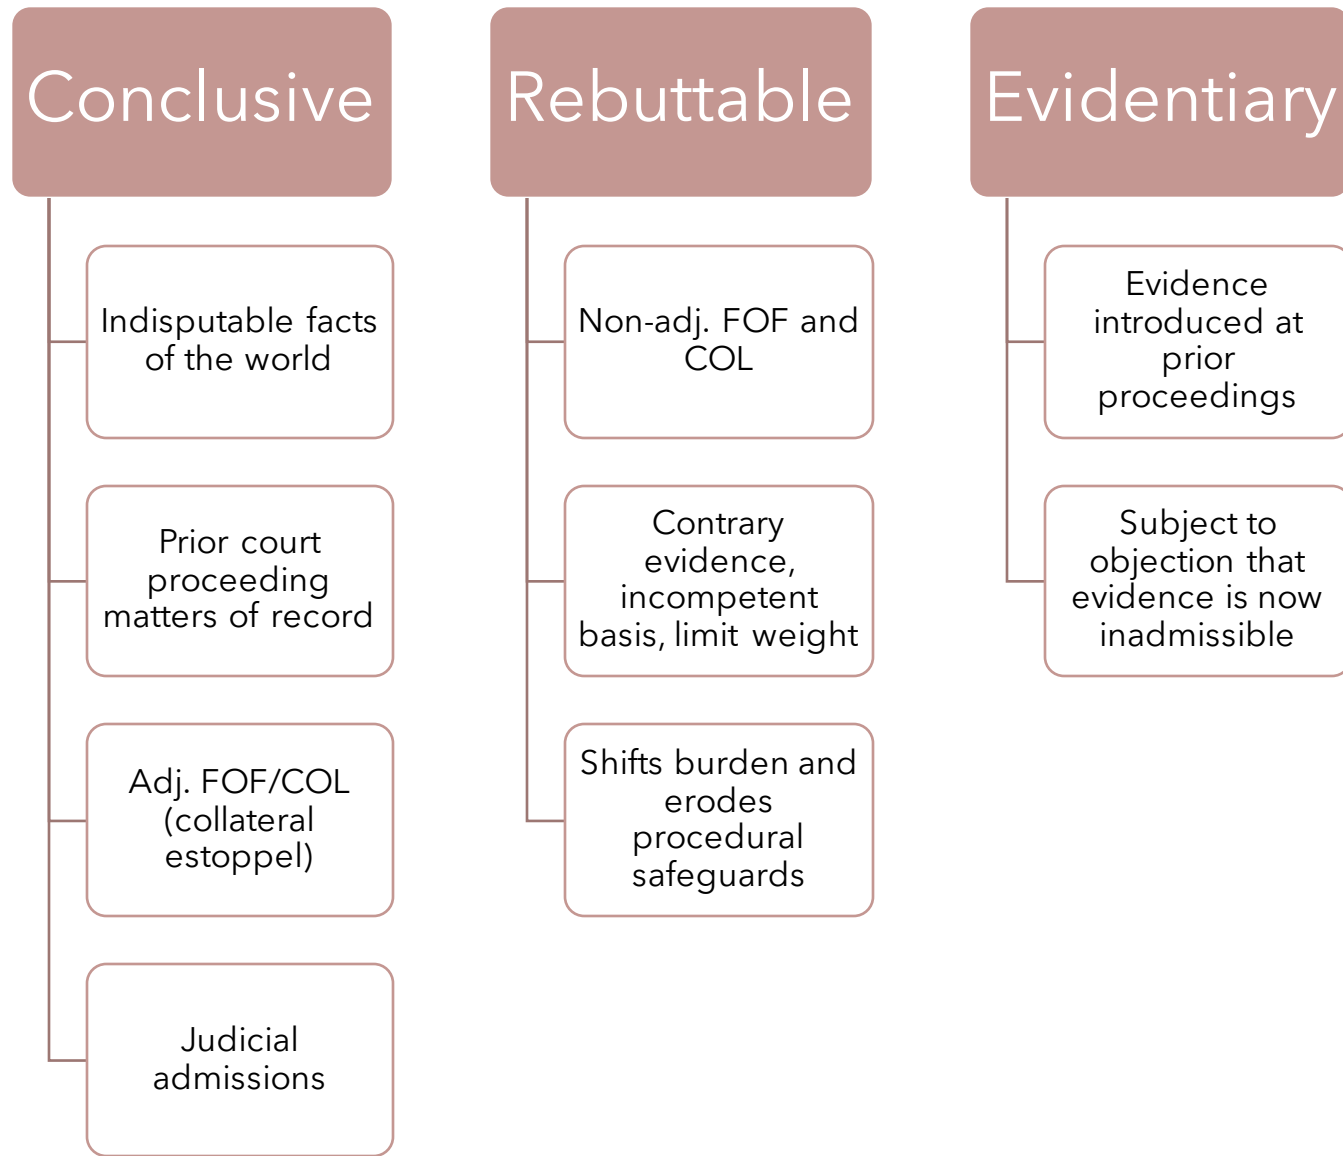 Conclusive
Indisputable facts
of the world
Prior court
proceeding
matters of record
Adj. FOF/COL
(collateral
estoppel)
Judicial
admissions
Rebuttable
Non-adj. FOF and
COL
Contrary
evidence,
incompetent
basis, limit weight
Shifts burden and
erodes
procedural
safeguards
Evidentiary
Evidence
introduced at
prior
proceedings
Subject to
objection that
evidence is now
inadmissible